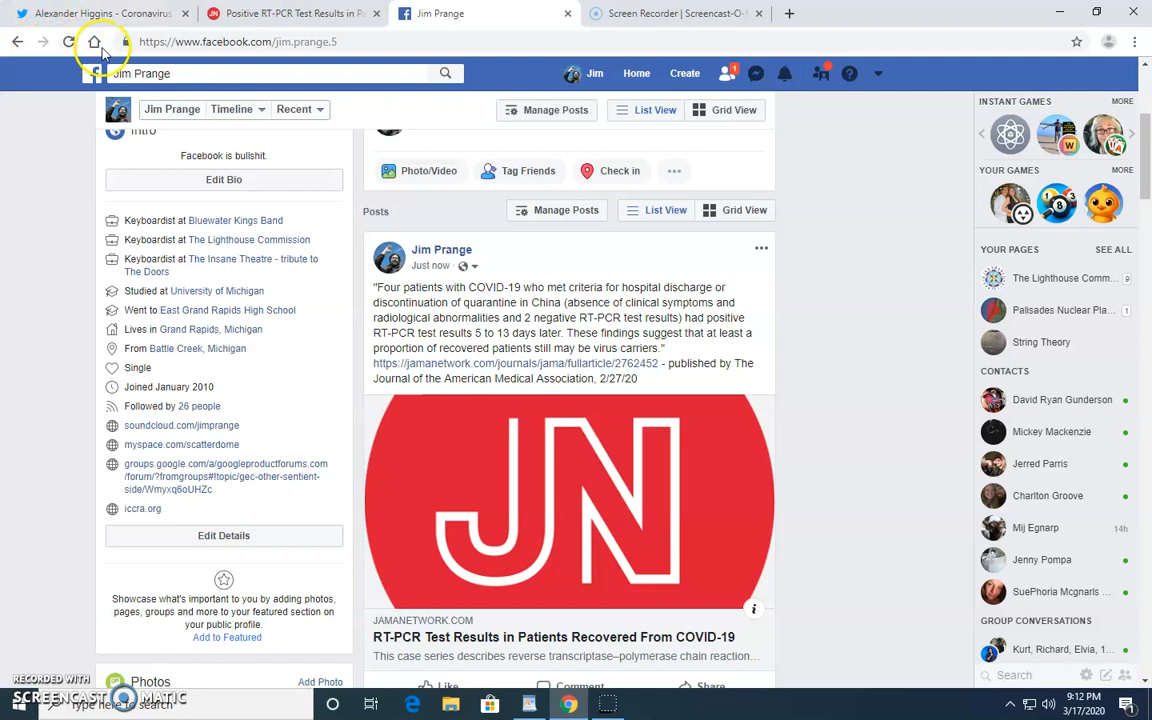 Alexander Higgins - Coronavirus
Positive RT-PCR Test Results in Pa
Jim Prange
Screen Recorder | Screencast-O-
https://www.facebook.com/jim.prange.5
Jim Prange
Jim
Home
Create
1
Jim Prange
Timeline
Recent
Manage Posts
List View
Grid View
Intro
Facebook is bullshit.
Edit Bio
Keyboardist at Bluewater Kings Band
Keyboardist at The Lighthouse Commission
Keyboardist at The Insane Theatre - tribute to
The Doors
Studied at University of Michigan
Went to East Grand Rapids High School
Lives in Grand Rapids, Michigan
From Battle Creek, Michigan
Single
Joined January 2010
Followed by 26 people
soundcloud.com/jimprange
myspace.com/scatterdome
groups.google.com/a/googleproductforums.com
/forum/?fromgroups#!topic/gec-other-sentient-
side/Wmyxq6oUHZc
iccra.org
Edit Details
Showcase what's important to you by adding photos,
pages, groups and more to your featured section on
your public profile.
Add to Featured
Photos
Add Photo
Photo/Video
Tag Friends
Check in
Posts
Manage Posts
List View
Grid View
Jim Prange
Just now
"Four patients with COVID-19 who met criteria for hospital discharge or
discontinuation of quarantine in China (absence of clinical symptoms and
radiological abnormalities and 2 negative RT-PCR test results) had positive
RT-PCR test results 5 to 13 days later. These findings suggest that at least a
proportion of recovered patients still may be virus carriers."
https://jamanetwork.com/journals/jama/fullarticle/2762452 - published by The
Journal of the American Medical Association, 2/27/20
JN
JAMANETWORK.COM
RT-PCR Test Results in Patients Recovered From COVID-19
This case series describes reverse transcriptase–polymerase chain reaction...
Like
Comment
Share
INSTANT GAMES
MORE
YOUR GAMES
MORE
YOUR PAGES
SEE ALL
The Lighthouse Comm...
9
Palisades Nuclear Pla...
1
String Theory
CONTACTS
David Ryan Gunderson
Mickey Mackenzie
Jerred Parris
Charlton Groove
Mij Egnarp
14h
Jenny Pompa
SuePhoria Mcgnarls ...
GROUP CONVERSATIONS
Kurt, Richard, Elvia, 1...
Search
RECORDED WITH
SCREENCAST MATIC
Type here to search
9:12 PM
3/17/2020
1